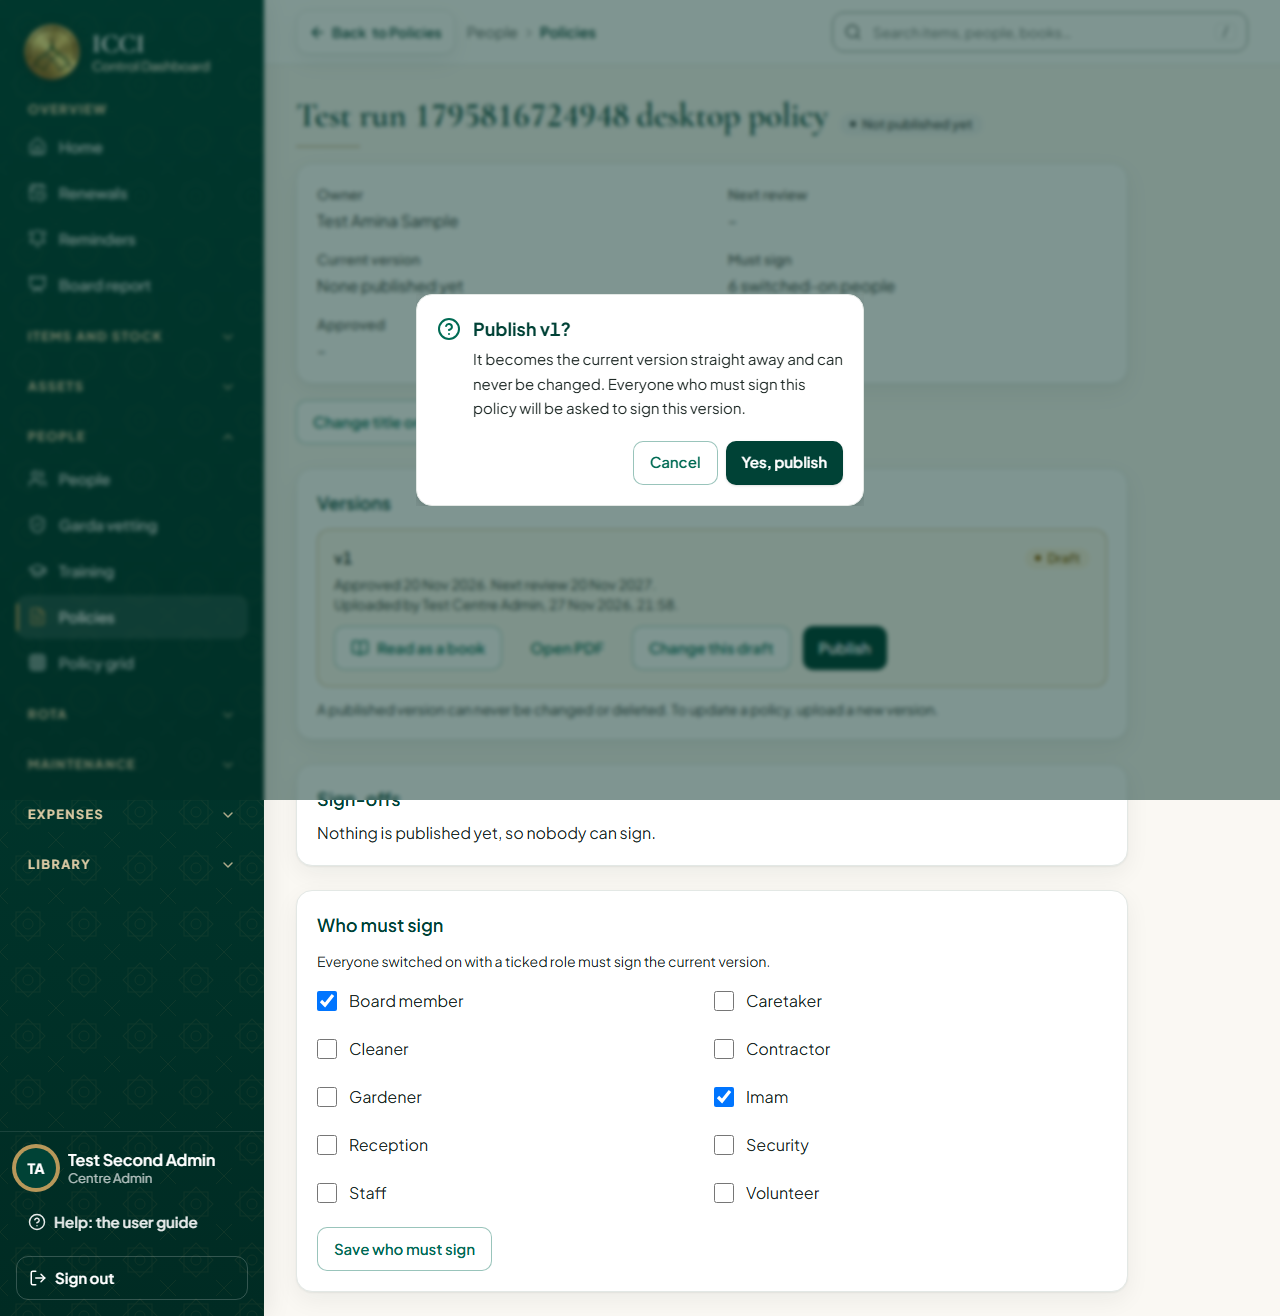 ICCI
Control Dashboard
OVERVIEW
Home
Renewals
Reminders
Board report
ITEMS AND STOCK
ASSETS
PEOPLE
People
Garda vetting
Training
Policies
Policy grid
ROTA
MAINTENANCE
EXPENSES
LIBRARY
TA
Test Second Admin
Centre Admin
Help: the user guide
Sign out
Back to Policies
People › Policies
Search items, people, books...
/
Test run 1795816724948 desktop policy
Not published yet
Owner
Test Amina Sample
Next review
–
Current version
None published yet
Must sign
6 switched-on people
Approved
–
Change title o
Publish v1?
It becomes the current version straight away and can
never be changed. Everyone who must sign this
policy will be asked to sign this version.
Cancel
Yes, publish
Versions
v1
Draft
Approved 20 Nov 2026. Next review 20 Nov 2027.
Uploaded by Test Centre Admin, 27 Nov 2026, 21:58.
Read as a book
Open PDF
Change this draft
Publish
A published version can never be changed or deleted. To update a policy, upload a new version.
Sign-offs
Nothing is published yet, so nobody can sign.
Who must sign
Everyone switched on with a ticked role must sign the current version.
Board member
Caretaker
Cleaner
Contractor
Gardener
Imam
Reception
Security
Staff
Volunteer
Save who must sign